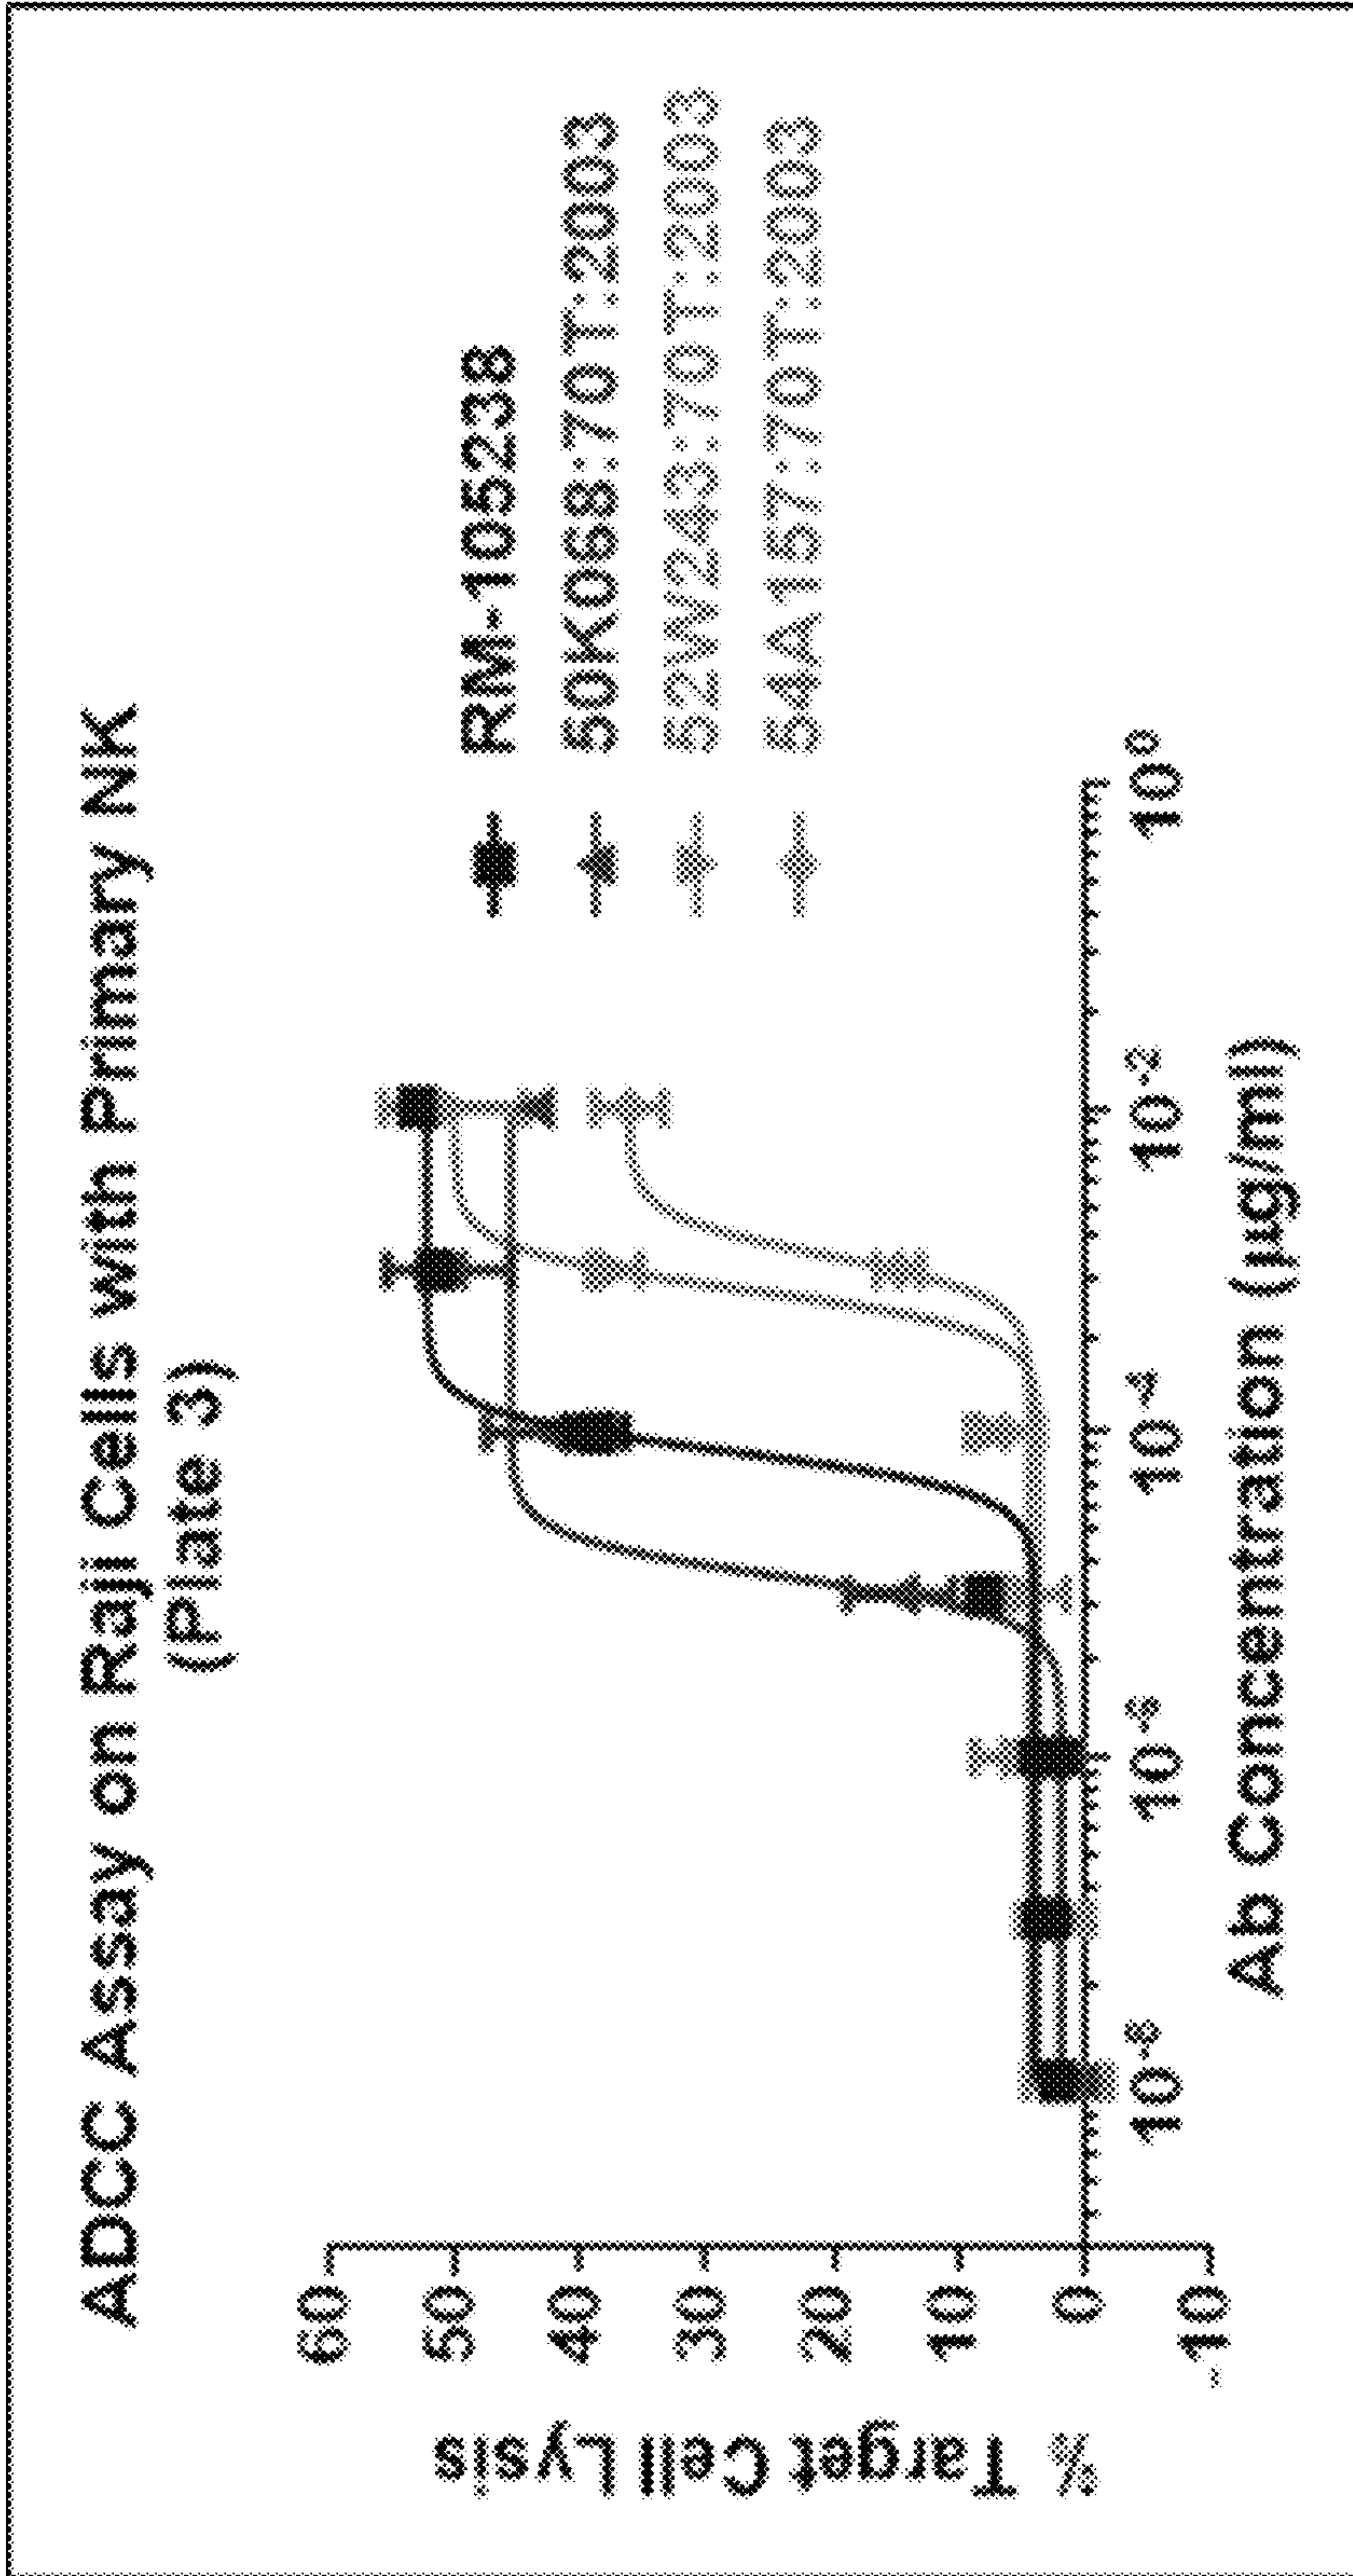 ADCC Assay on Raji Cells with Primary NK
(Plate 3)
% Target Cell Lysis
60
50
40
30
20
10
0
-10
10-8
10-6
10-4
10-2
100
Ab Concentration (µg/ml)
RM-105238
50K068:70T:2003
52W243:70T:2003
54A157:70T:2003